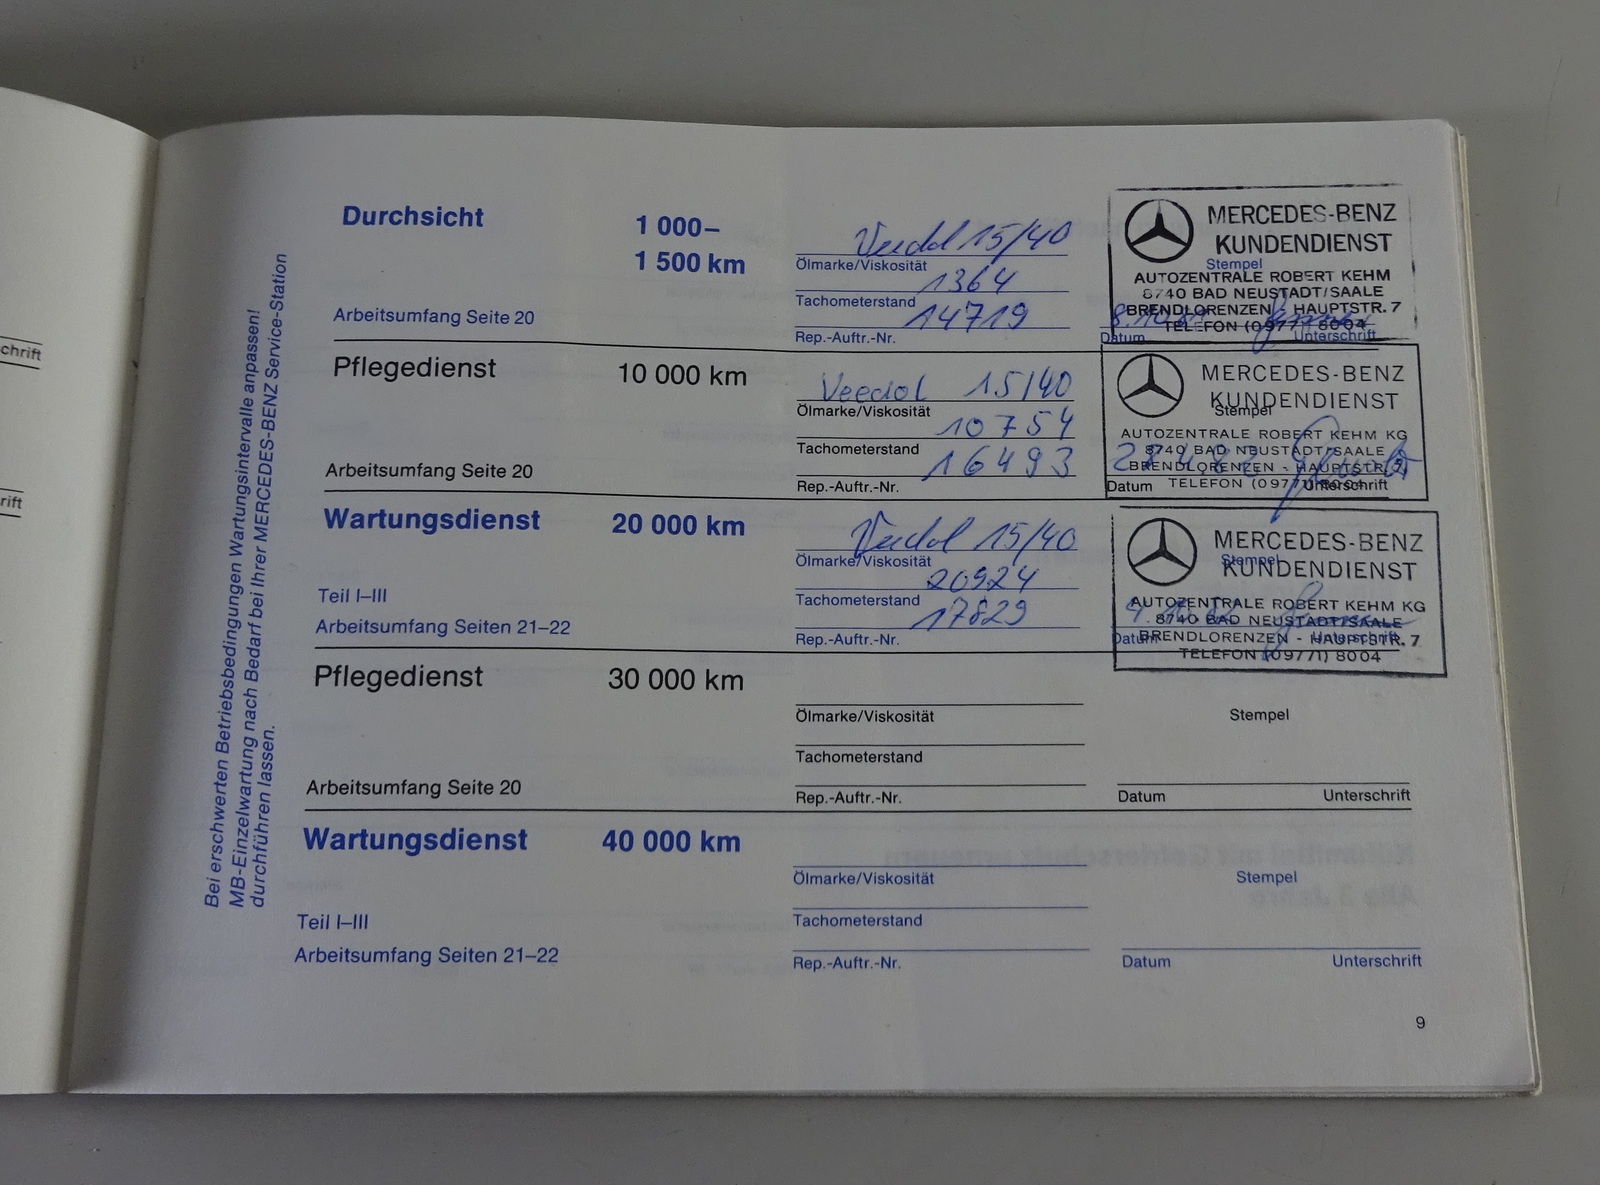 chrift
rift
Bei erschwerten Betriebsbedingungen Wartungsintervalle anpassen!
MB-Einzelwartung nach Bedarf bei Ihrer MERCEDES-BENZ Service-Station
durchführen lassen.
Durchsicht
1 000–
1 500 km
Arbeitsumfang Seite 20
Veedol 15/40
Ölmarke/Viskosität
1364
Tachometerstand
14719
Rep.-Auftr.-Nr.
MERCEDES-BENZ
KUNDENDIENST
Stempel
AUTOZENTRALE ROBERT KEHM
8740 BAD NEUSTADT/SAALE
BRENDLORENZEN / HAUPTSTR. 7
TELEFON (09771) 8004
Datum
Unterschrift
Pflegedienst
10 000 km
Arbeitsumfang Seite 20
Veedol 15/40
Ölmarke/Viskosität
10754
Tachometerstand
16493
Rep.-Auftr.-Nr.
MERCEDES-BENZ
KUNDENDIENST
Stempel
AUTOZENTRALE ROBERT KEHM KG
8740 BAD NEUSTADT/SAALE
BRENDLORENZEN - HAUPTSTR. 7
TELEFON (09771) 8004
Datum
Unterschrift
Wartungsdienst
20 000 km
Teil I–III
Arbeitsumfang Seiten 21–22
Veedol 15/40
Ölmarke/Viskosität
20924
Tachometerstand
17829
Rep.-Auftr.-Nr.
MERCEDES-BENZ
Stempel
KUNDENDIENST
AUTOZENTRALE ROBERT KEHM KG
8740 BAD NEUSTADT/SAALE
BRENDLORENZEN - HAUPTSTR. 7
TELEFON (09771) 8004
Datum
Unterschrift
Pflegedienst
30 000 km
Arbeitsumfang Seite 20
Ölmarke/Viskosität
Tachometerstand
Rep.-Auftr.-Nr.
Stempel
Datum
Unterschrift
Wartungsdienst
40 000 km
Teil I–III
Arbeitsumfang Seiten 21–22
Ölmarke/Viskosität
Tachometerstand
Rep.-Auftr.-Nr.
Stempel
Datum
Unterschrift
9